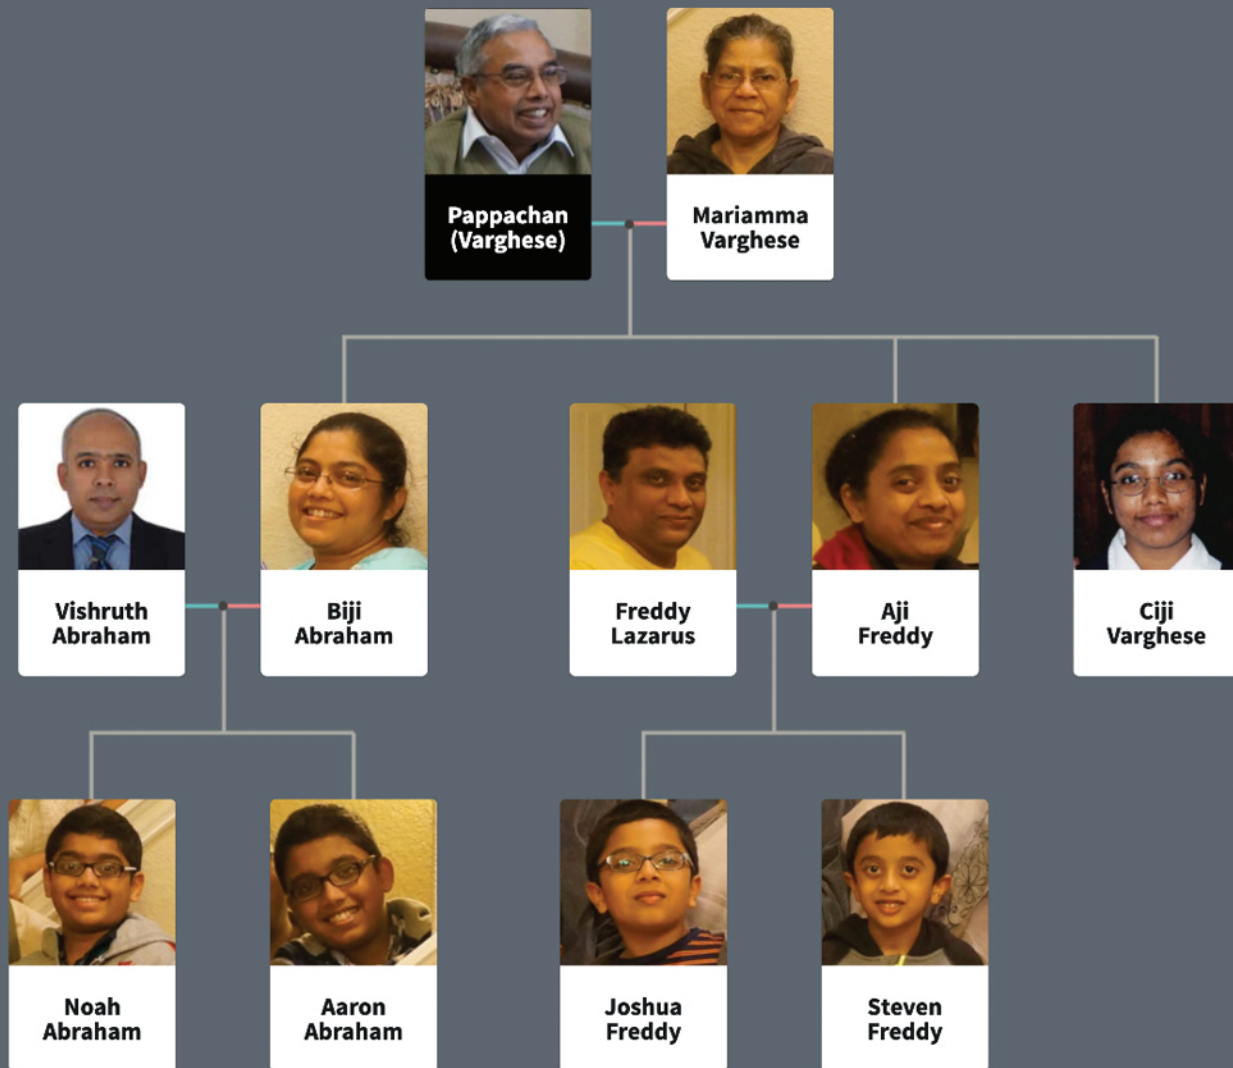 Pappachan
(Varghese)
Mariamma
Varghese
Vishruth
Abraham
Biji
Abraham
Freddy
Lazarus
Aji
Freddy
Ciji
Varghese
Noah
Abraham
Aaron
Abraham
Joshua
Freddy
Steven
Freddy